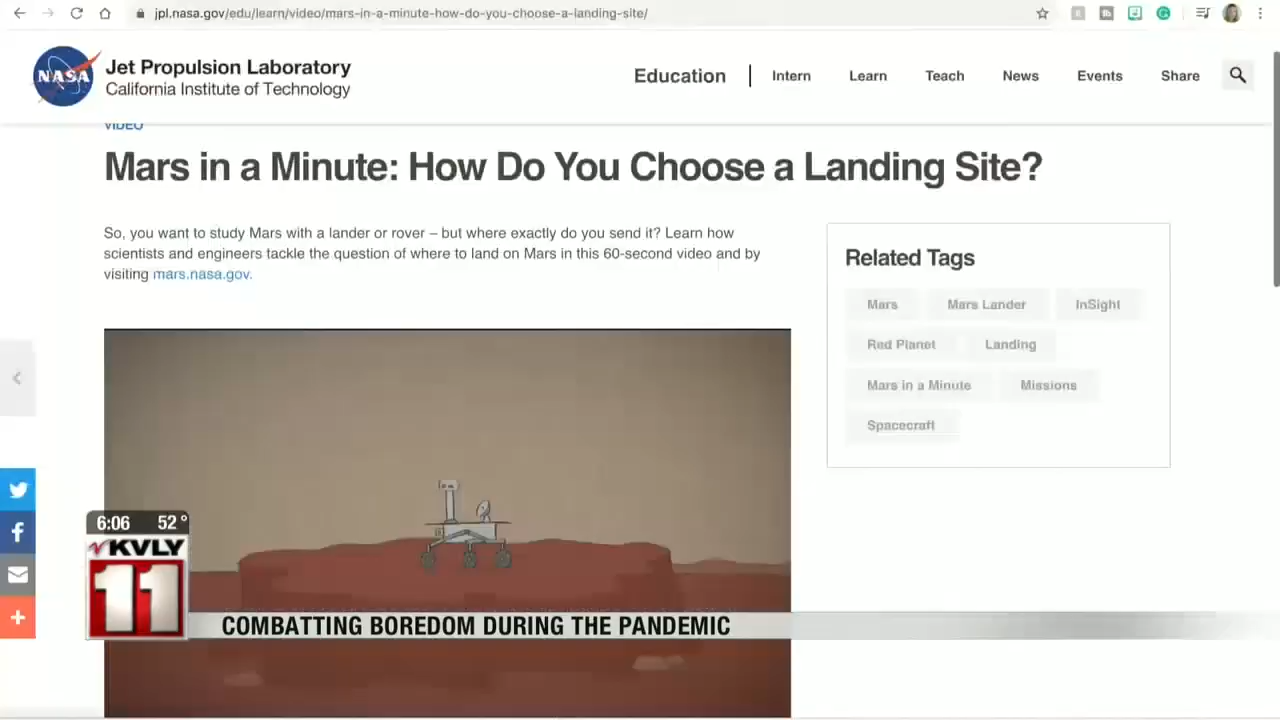 jpl.nasa.gov/edu/learn/video/mars-in-a-minute-how-do-you-choose-a-landing-site/
NASA
Jet Propulsion Laboratory
California Institute of Technology
Education
Intern
Learn
Teach
News
Events
Share
VIDEO
Mars in a Minute: How Do You Choose a Landing Site?
So, you want to study Mars with a lander or rover – but where exactly do you send it? Learn how
scientists and engineers tackle the question of where to land on Mars in this 60-second video and by
visiting mars.nasa.gov.
Related Tags
Mars
Mars Lander
InSight
Red Planet
Landing
Mars in a Minute
Missions
Spacecraft
6:06 52°
KVLY
11
COMBATTING BOREDOM DURING THE PANDEMIC